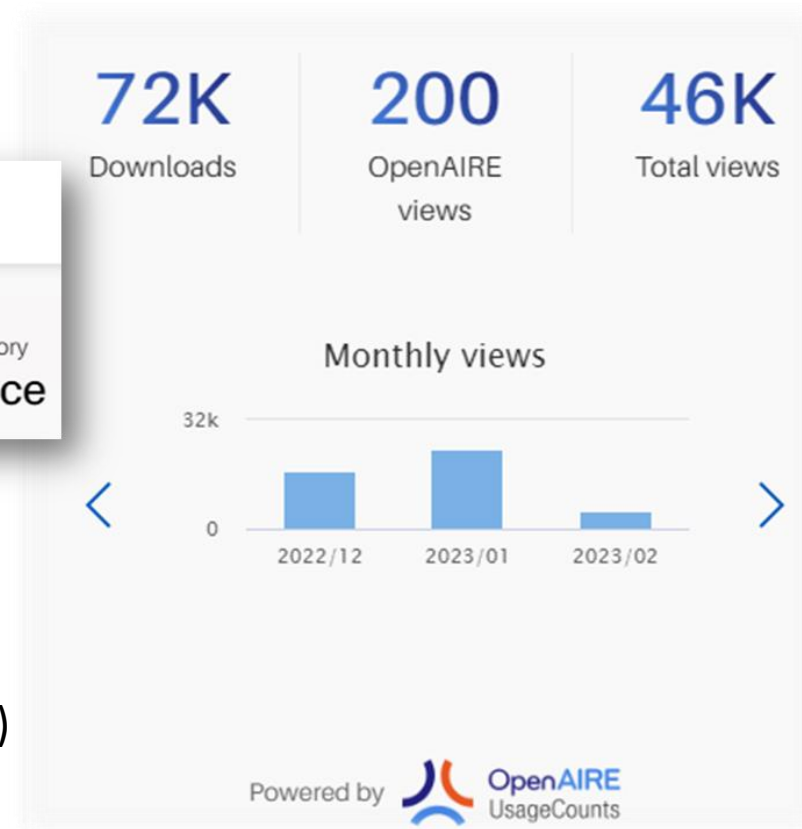 72K
Downloads
200
OpenAIRE
views
46K
Total views
ory
ce
Monthly views
32k
0
2022/12 2023/01 2023/02
)
Powered by OpenAIRE
UsageCounts